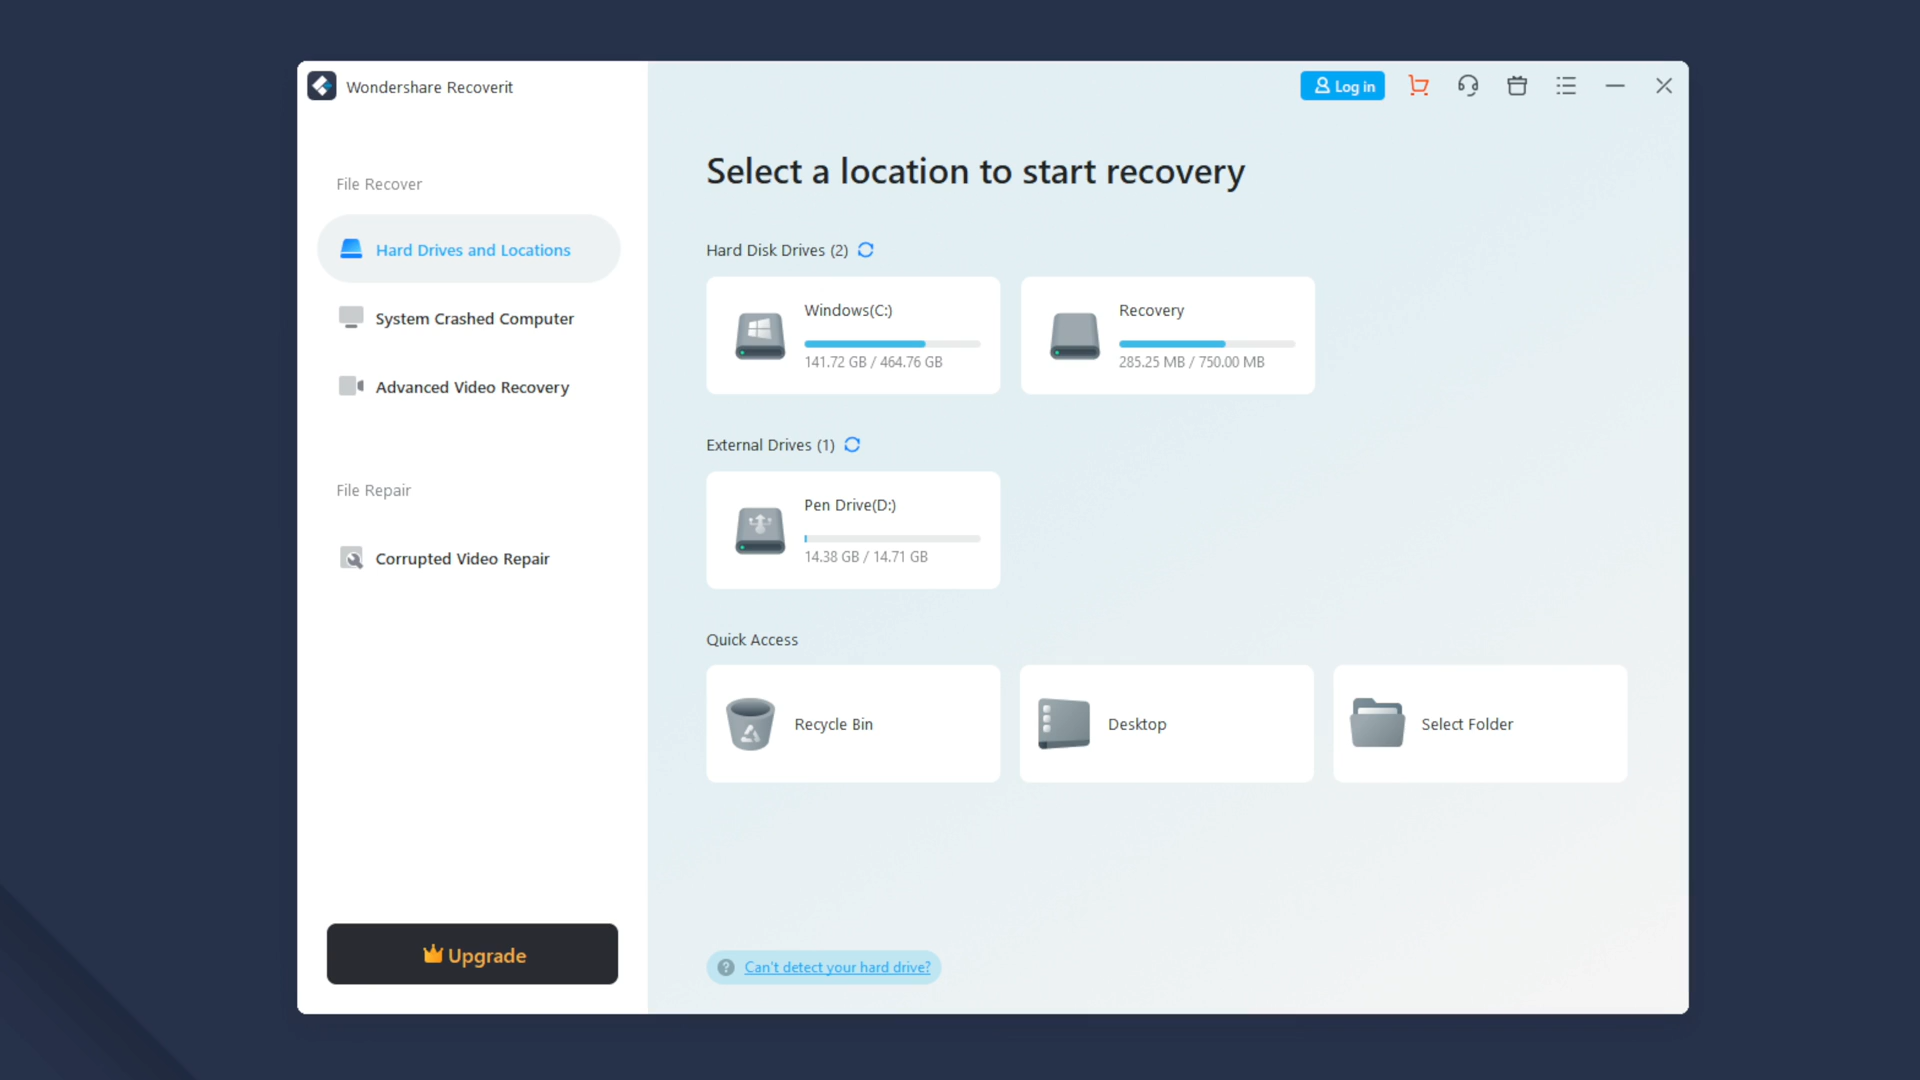 Wondershare Recoverit
Log in
File Recover
Hard Drives and Locations
System Crashed Computer
Advanced Video Recovery
File Repair
Corrupted Video Repair
Upgrade
Select a location to start recovery
Hard Disk Drives (2)
Windows(C:)
141.72 GB / 464.76 GB
Recovery
285.25 MB / 750.00 MB
External Drives (1)
Pen Drive(D:)
14.38 GB / 14.71 GB
Quick Access
Recycle Bin
Desktop
Select Folder
? Can't detect your hard drive?